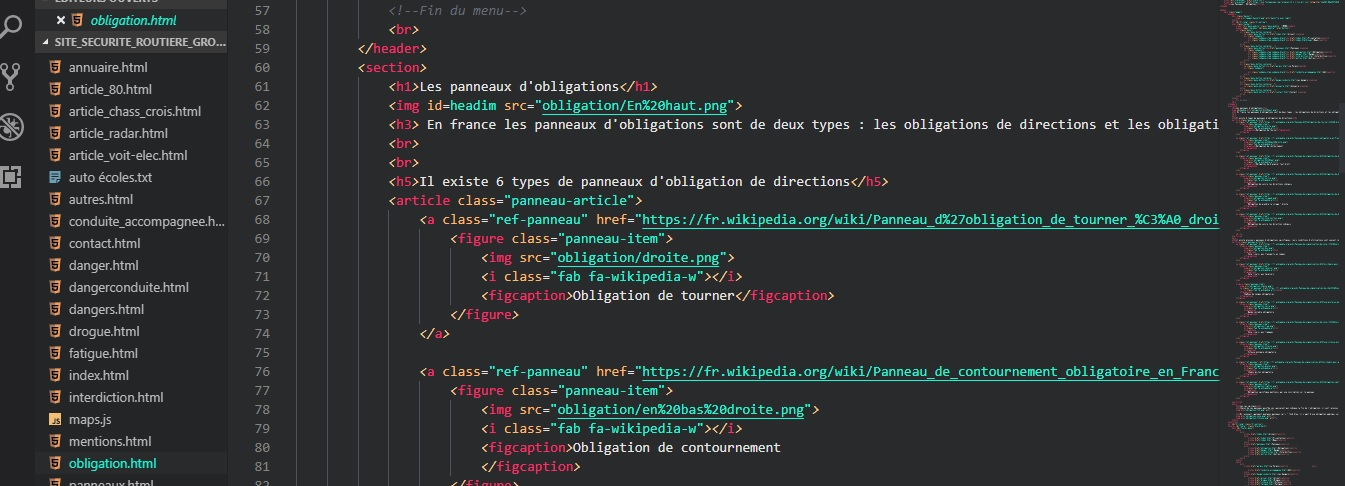 ÉDITEURS OUVERTS
obligation.html
SITE_SECURITE_ROUTIERE_GRO...
annuaire.html
article_80.html
article_chass_crois.html
article_radar.html
article_voit-elec.html
auto écoles.txt
autres.html
conduite_accompagnee.h...
contact.html
danger.html
dangerconduite.html
dangers.html
drogue.html
fatigue.html
index.html
interdiction.html
maps.js
mentions.html
obligation.html
panneaux.html
57 <!--Fin du menu-->
58 <br>
59 </header>
60 <section>
61 <h1>Les panneaux d'obligations</h1>
62 <img id=headim src="obligation/En%20haut.png">
63 <h3> En france les panneaux d'obligations sont de deux types : les obligations de directions et les obligati
64 <br>
65 <br>
66 <h5>Il existe 6 types de panneaux d'obligation de directions</h5>
67 <article class="panneau-article">
68 <a class="ref-panneau" href="https://fr.wikipedia.org/wiki/Panneau_d%27obligation_de_tourner_%C3%A0_droi
69 <figure class="panneau-item">
70 <img src="obligation/droite.png">
71 <i class="fab fa-wikipedia-w"></i>
72 <figcaption>Obligation de tourner</figcaption>
73 </figure>
74 </a>
75
76 <a class="ref-panneau" href="https://fr.wikipedia.org/wiki/Panneau_de_contournement_obligatoire_en_Franc
77 <figure class="panneau-item">
78 <img src="obligation/en%20bas%20droite.png">
79 <i class="fab fa-wikipedia-w"></i>
80 <figcaption>Obligation de contournement
81 </figcaption>
82 </figure>